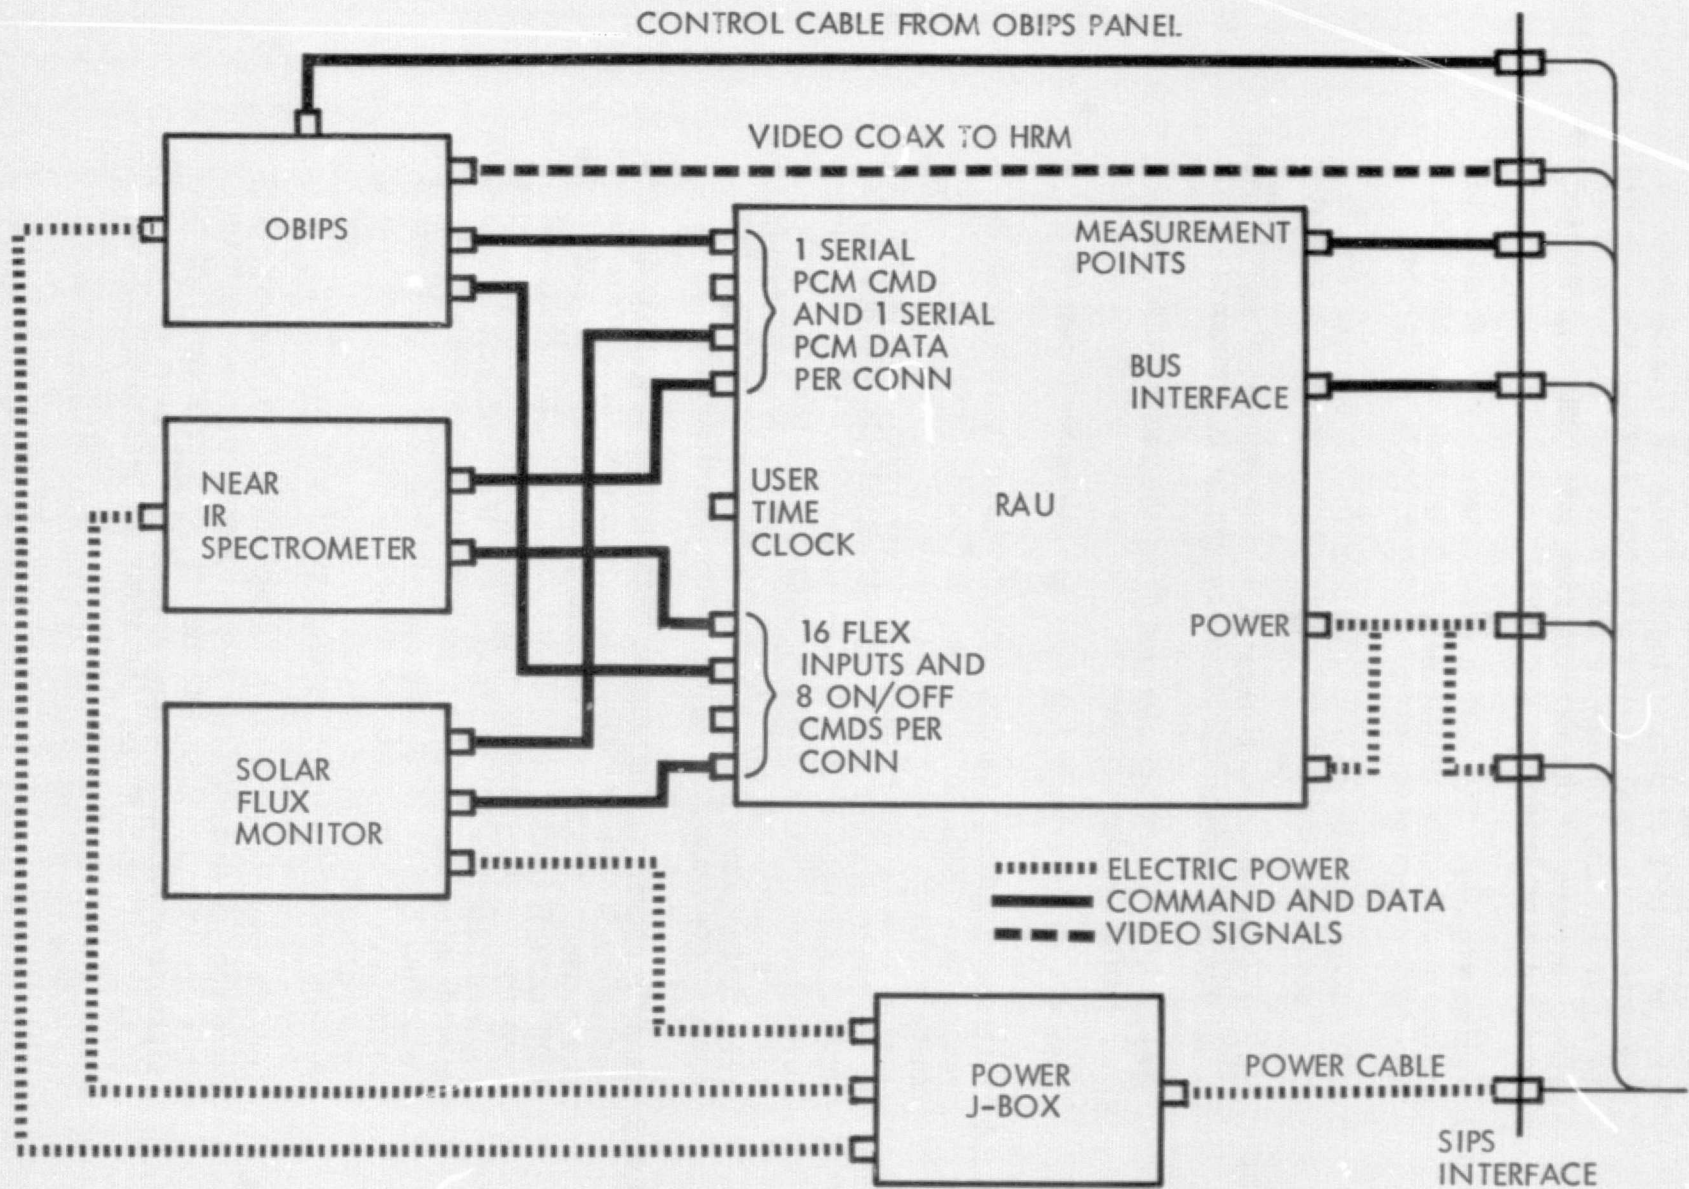 CONTROL CABLE FROM OBIPS PANEL
VIDEO COAX TO HRM
OBIPS
1 SERIAL
PCM CMD
AND 1 SERIAL
PCM DATA
PER CONN
MEASUREMENT
POINTS
BUS
INTERFACE
NEAR
IR
SPECTROMETER
USER
TIME
CLOCK
RAU
16 FLEX
INPUTS AND
8 ON/OFF
CMDS PER
CONN
POWER
SOLAR
FLUX
MONITOR
ELECTRIC POWER
COMMAND AND DATA
VIDEO SIGNALS
POWER
J-BOX
POWER CABLE
SIPS
INTERFACE